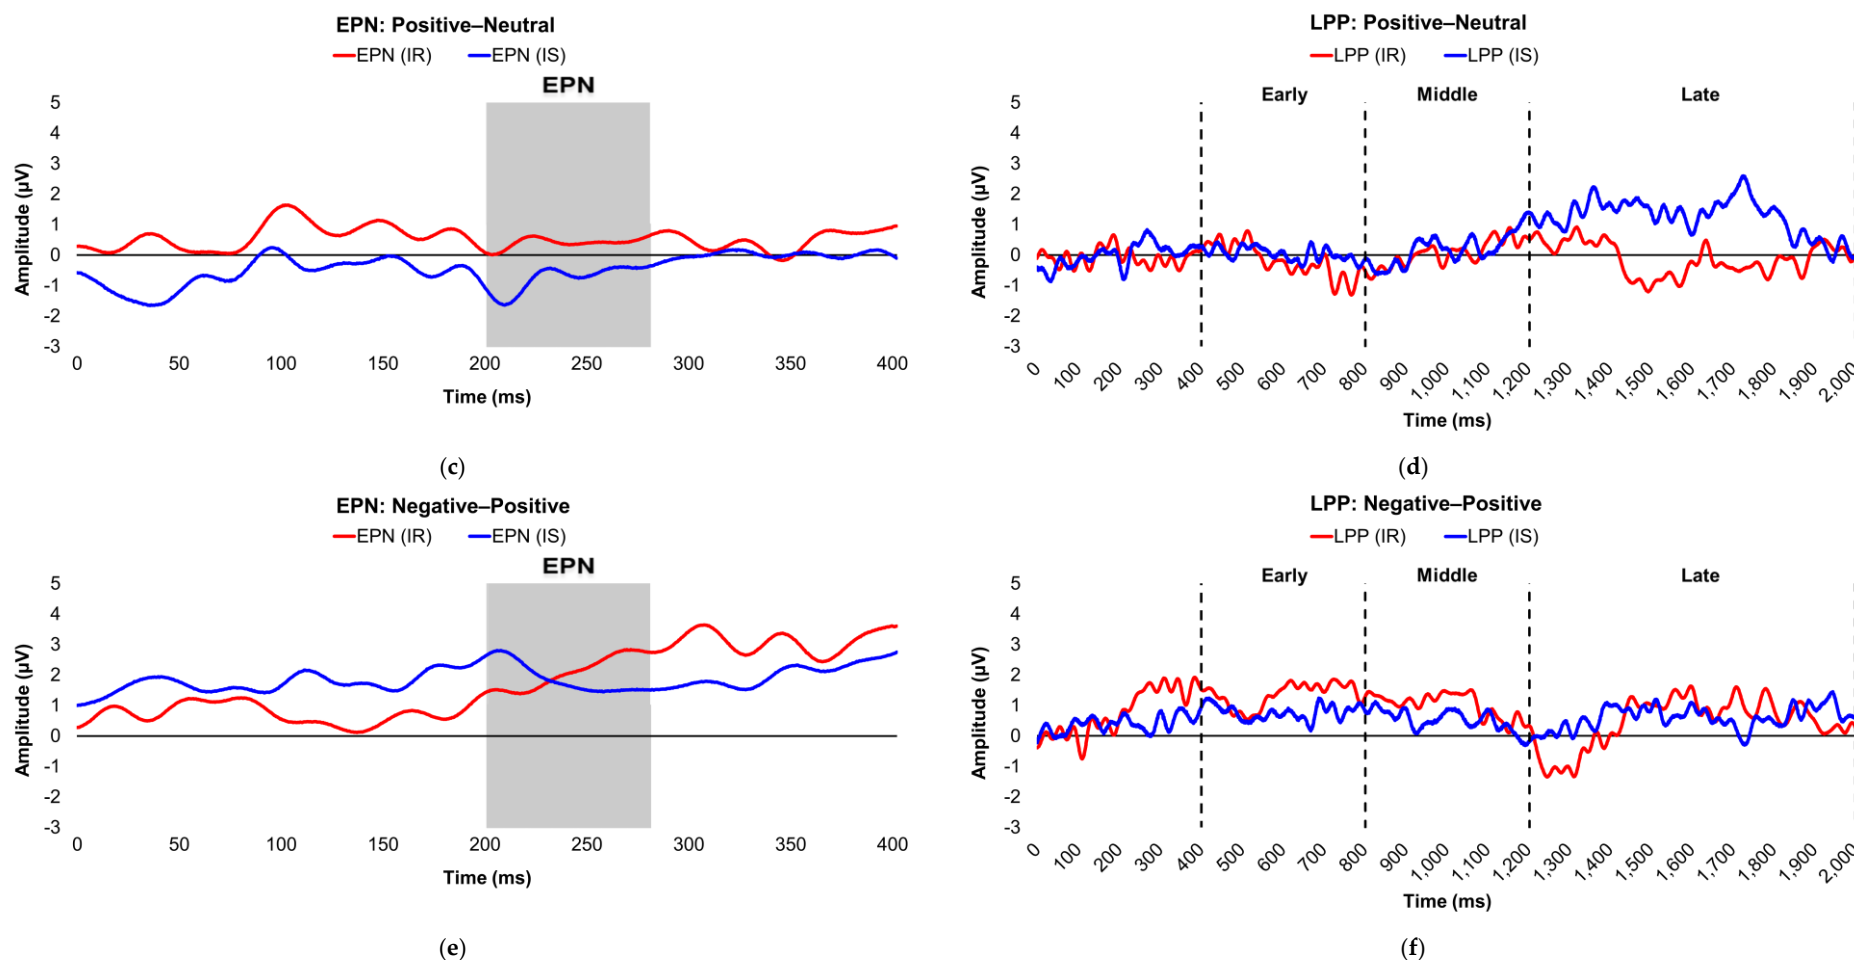 EPN: Positive–Neutral
EPN (IR) EPN (IS)
EPN
5
4
3
2
1
0
-1
-2
-3
Amplitude (µV)
0 50 100 150 200 250 300 350 400
Time (ms)
(c)
LPP: Positive–Neutral
LPP (IR) LPP (IS)
Early Middle Late
5
4
3
2
1
0
-1
-2
-3
Amplitude (µV)
0 100 200 300 400 500 600 700 800 900 1,000 1,100 1,200 1,300 1,400 1,500 1,600 1,700 1,800 1,900 2,000
Time (ms)
(d)
EPN: Negative–Positive
EPN (IR) EPN (IS)
EPN
5
4
3
2
1
0
-1
-2
-3
Amplitude (µV)
0 50 100 150 200 250 300 350 400
Time (ms)
(e)
LPP: Negative–Positive
LPP (IR) LPP (IS)
Early Middle Late
5
4
3
2
1
0
-1
-2
-3
Amplitude (µV)
0 100 200 300 400 500 600 700 800 900 1,000 1,100 1,200 1,300 1,400 1,500 1,600 1,700 1,800 1,900 2,000
Time (ms)
(f)